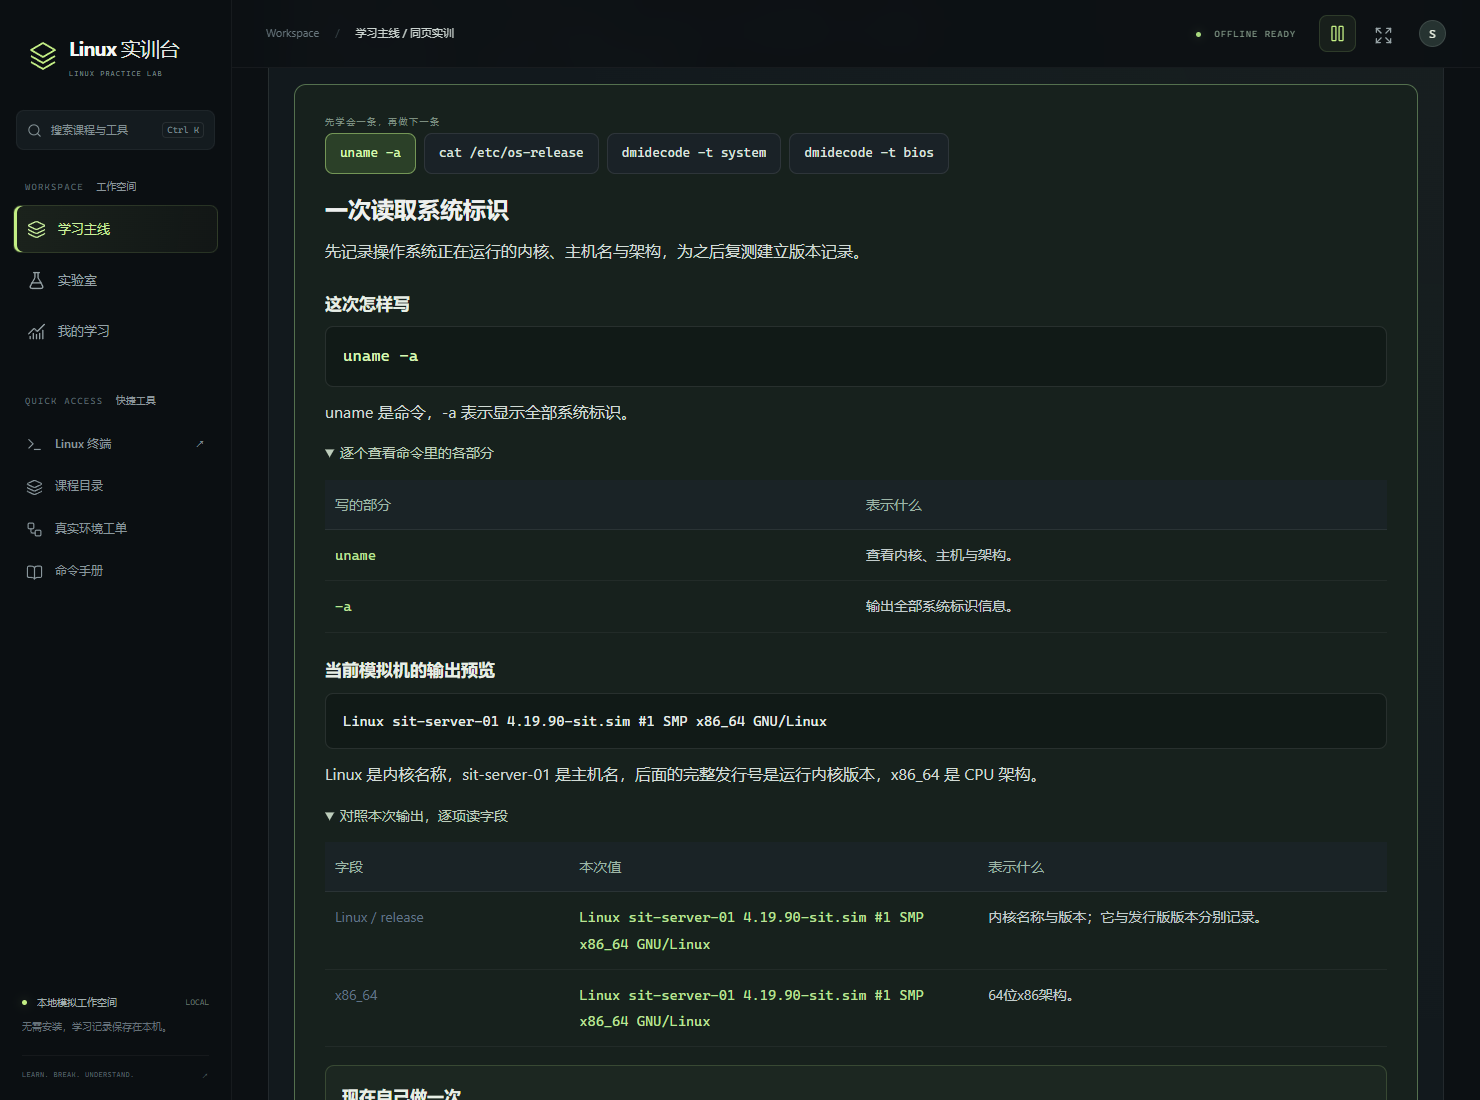 Linux 实训台
LINUX PRACTICE LAB
搜索课程与工具
Ctrl K
WORKSPACE 工作空间
学习主线
实验室
我的学习
QUICK ACCESS 快捷工具
Linux 终端
课程目录
真实环境工单
命令手册
本地模拟工作空间
LOCAL
无需安装，学习记录保存在本机。
LEARN. BREAK. UNDERSTAND.
Workspace / 学习主线 / 同页实训
OFFLINE READY
S
先学会一条，再做下一条
uname -a
cat /etc/os-release
dmidecode -t system
dmidecode -t bios
一次读取系统标识
先记录操作系统正在运行的内核、主机名与架构，为之后复测建立版本记录。
这次怎样写
uname -a
uname 是命令，-a 表示显示全部系统标识。
▼ 逐个查看命令里的各部分
写的部分 表示什么
uname 查看内核、主机与架构。
-a 输出全部系统标识信息。
当前模拟机的输出预览
Linux sit-server-01 4.19.90-sit.sim #1 SMP x86_64 GNU/Linux
Linux 是内核名称，sit-server-01 是主机名，后面的完整发行号是运行内核版本，x86_64 是 CPU 架构。
▼ 对照本次输出，逐项读字段
字段 本次值 表示什么
Linux / release Linux sit-server-01 4.19.90-sit.sim #1 SMP 内核名称与版本；它与发行版版本分别记录。
x86_64 GNU/Linux
x86_64 Linux sit-server-01 4.19.90-sit.sim #1 SMP 64位x86架构。
x86_64 GNU/Linux
现在自己做一次